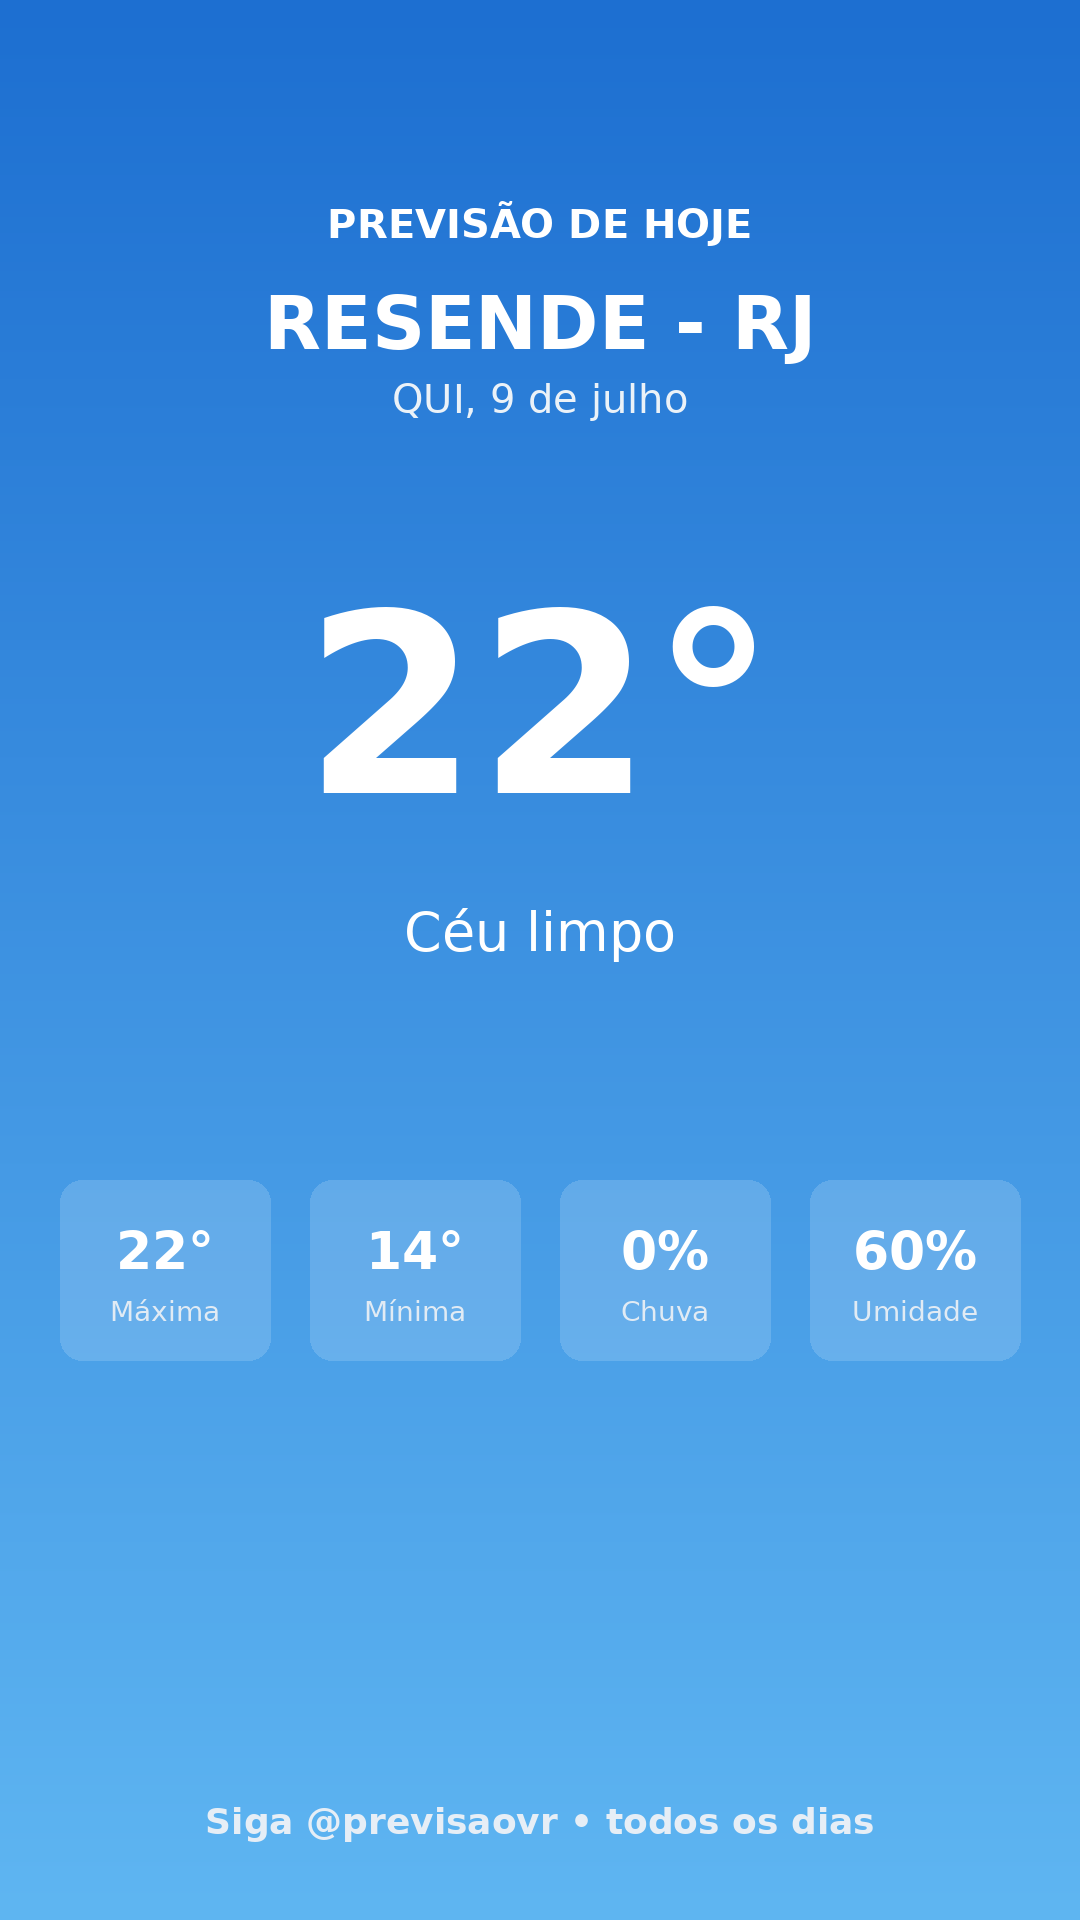 PREVISÃO DE HOJE
RESENDE - RJ
QUI, 9 de julho
22°
Céu limpo
22° 14° 0% 60%
Máxima Mínima Chuva Umidade
Siga @previsaovr • todos os dias